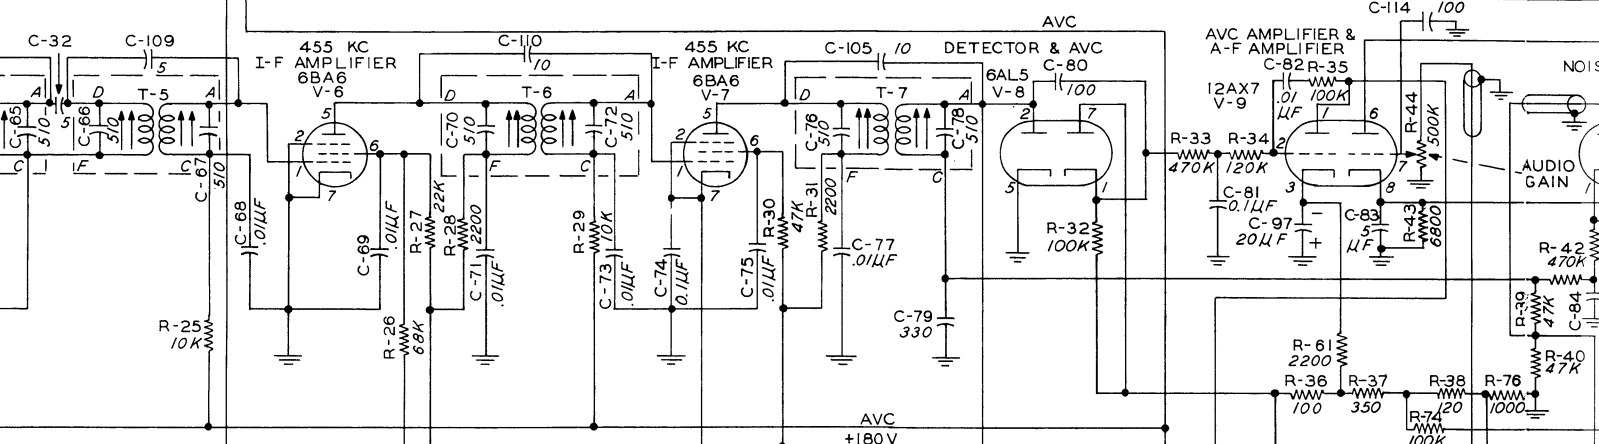 AVC
C-114 100
C-32
C-109
5
455 KC
I-F AMPLIFIER
6BA6
V-6
C-110
10
455 KC
I-F AMPLIFIER
6BA6
V-7
C-105
10
DETECTOR & AVC
6AL5
V-8
C-80
100
AVC AMPLIFIER &
A-F AMPLIFIER
12AX7
V-9
C-82
.01
µF
R-35
100K
R-44
500K
NOIS
A
C-65
510
C
5
D
C-66
510
F
T-5
A
C
C-67
510
5
2
1
6
7
D
C-70
510
F
T-6
A
C-72
510
C
5
2
1
6
7
D
C-76
510
F
T-7
A
C-78
510
C
2
7
5
1
R-33
470K
R-34
120K
2
1
6
7
3
8
AUDIO
GAIN
1
C-68
.01µF
C-69
.01µF
R-27
22K
R-28
2200
C-71
.01µF
R-29
10K
C-73
.01µF
C-74
0.1µF
C-75
.01µF
R-30
47K
R-31
2200
C-77
.01µF
R-32
100K
C-81
0.1µF
C-97
20µF
−
+
C-83
5
µF
R-43
6800
R-42
470K
R-25
10K
R-26
68K
C-79
330
R-39
47K
C-84
R-61
2200
R-40
47K
R-36
100
R-37
350
R-38
120
R-76
1000
R-74
100K
AVC
+180V